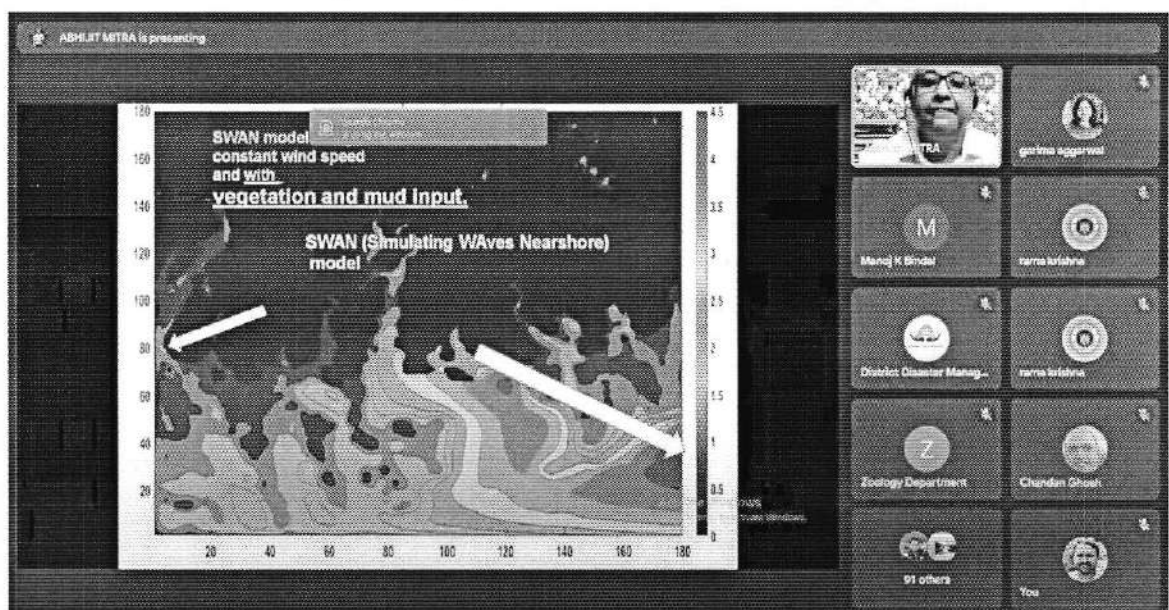 ABHIJIT MITRA is presenting
SWAN model
constant wind speed
and with
vegetation and mud input.
SWAN (Simulating WAves Nearshore)
model
180
160
140
120
100
80
60
40
20
20
40
60
80
100
120
140
160
180
4.5
4
3.5
3
2.5
2
1.5
1
0.5
0
MITRA
garima aggarwal
M
Manoj K Bindal
rama krishna
District Disaster Manag...
rama krishna
Z
Zoology Department
Chandan Ghosh
91 others
You